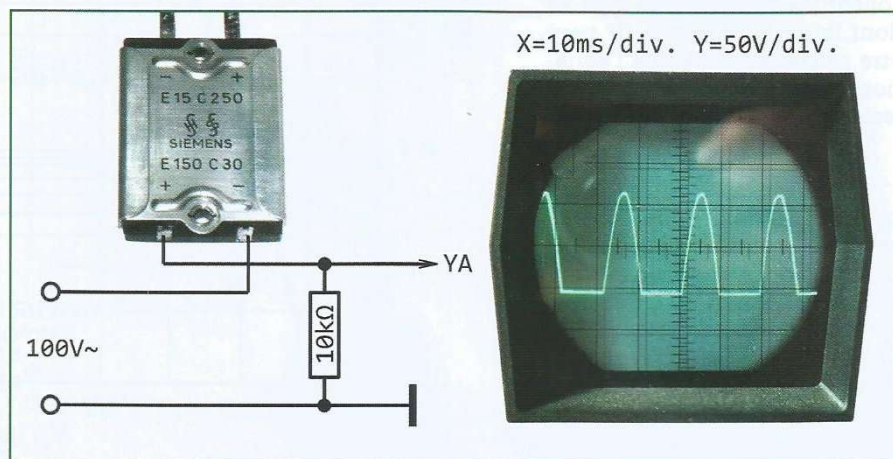 X=10ms/div. Y=50V/div.
- +
E 15 C 250
SIEMENS
E 150 C 30
+ -
YA
10kΩ
100V~